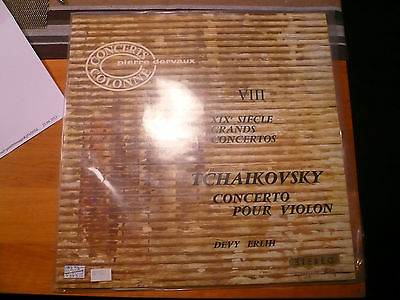 CONCERTS
COLONNE
pierre dervaux
VIII
XIXᵉ SIECLE
GRANDS
CONCERTOS
TCHAIKOVSKY
CONCERTO
POUR VIOLON
DEVY ERLIH
STEREO